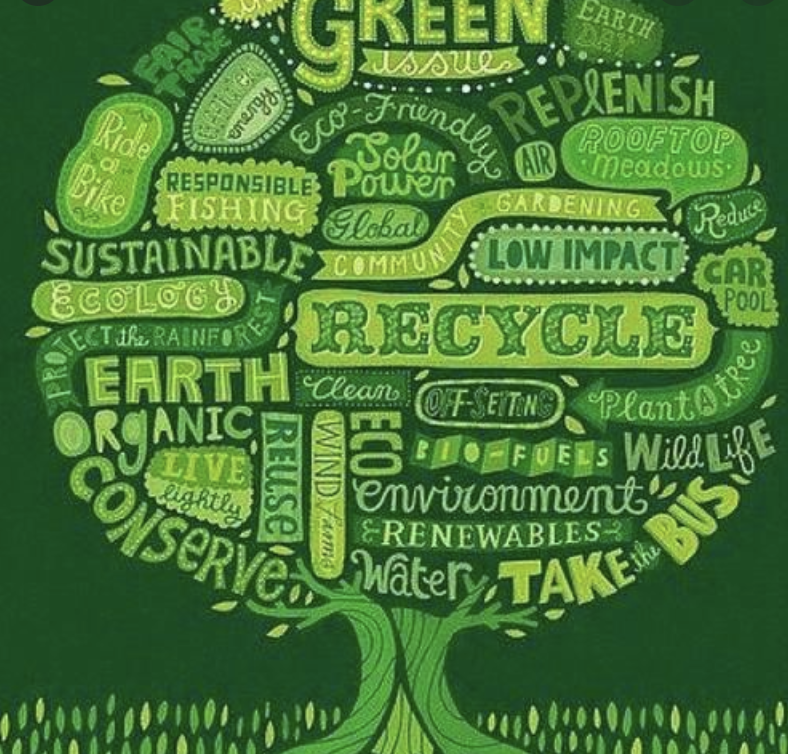 GREEN
issue
EARTH
DAY
FAIR
TRADE
energy
Eco-Friendly
REPlENISH
Ride
a
Bike
Solar
Power
AIR
ROOFTOP
Meadows
RESPONSIBLE
FISHING
Global
COMMUNITY GARDENING
Reduce
SUSTAINABLE
LOW IMPACT
CAR
POOL
ECOLOGY
RECYCLE
PROTECT the RAINFOREST
EARTH
Clean
OFF-SETTING
Plant A tree
ORgANIC
LIVE
lightly
REUSE
WIND farms
ECO
BIO-FUELS
WildLifE
environment
CONSERVe
RENEWABLES
Water
TAKE the BUS